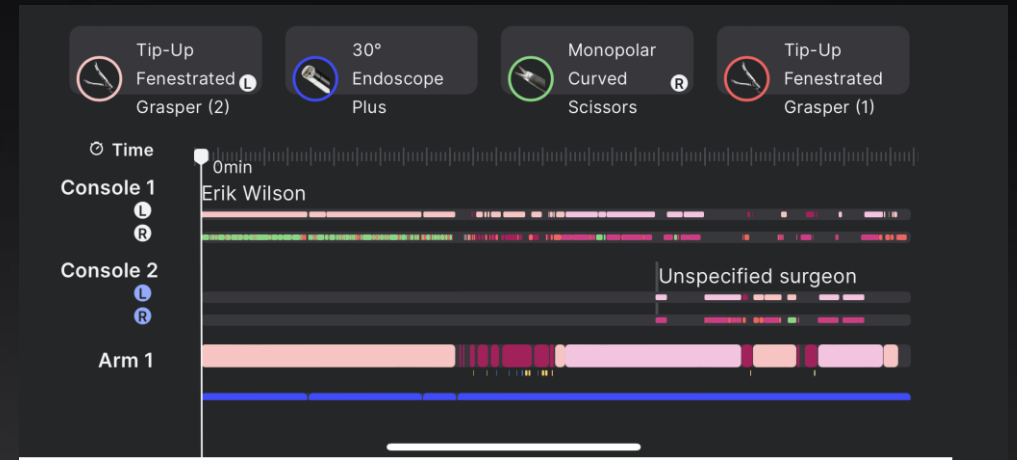 Tip-Up
Fenestrated L
Grasper (2)
30°
Endoscope
Plus
Monopolar
Curved R
Scissors
Tip-Up
Fenestrated
Grasper (1)
Time
0min
Console 1
Erik Wilson
L
R
Console 2
Unspecified surgeon
L
R
Arm 1